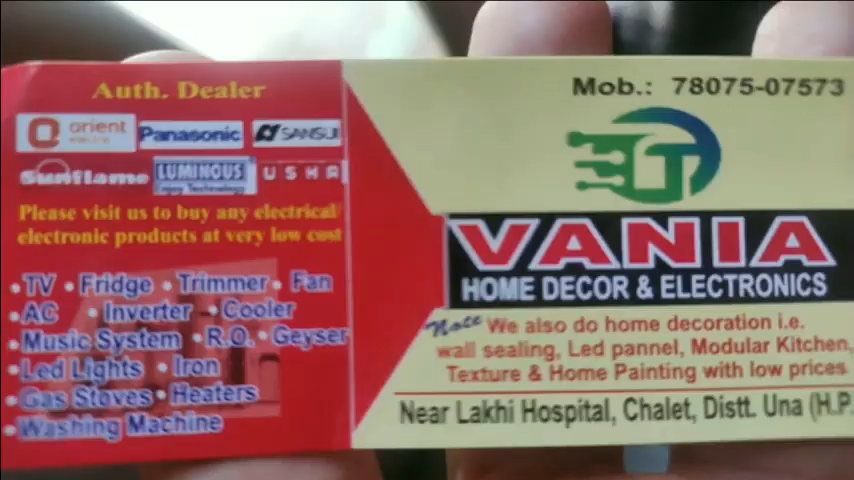 Auth. Dealer
orient
Panasonic
SANSUI
Sunflame
LUMINOUS
Enjoy Technology
USHA
Please visit us to buy any electrical/
electronic products at very low cost
• TV • Fridge • Trimmer • Fan
• AC • Inverter • Cooler
• Music System • R.O. • Geyser
• Led Lights • Iron
• Gas Stoves • Heaters
• Washing Machine
Mob.: 78075-07573
VANIA
HOME DECOR & ELECTRONICS
Note We also do home decoration i.e.
wall sealing, Led pannel, Modular Kitchen,
Texture & Home Painting with low prices
Near Lakhi Hospital, Chalet, Distt. Una (H.P.